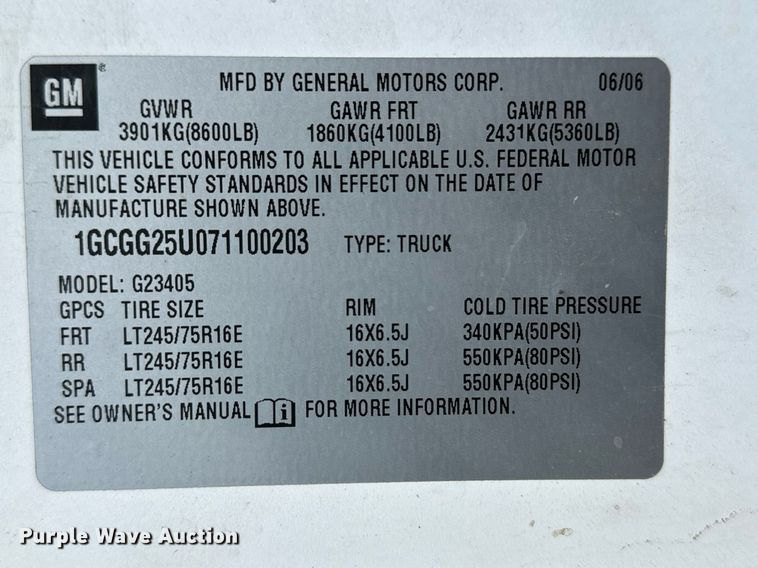 GM® MFD BY GENERAL MOTORS CORP. 06/06
GVWR GAWR FRT GAWR RR
3901KG(8600LB) 1860KG(4100LB) 2431KG(5360LB)
THIS VEHICLE CONFORMS TO ALL APPLICABLE U.S. FEDERAL MOTOR
VEHICLE SAFETY STANDARDS IN EFFECT ON THE DATE OF
MANUFACTURE SHOWN ABOVE.
1GCGG25U071100203 TYPE: TRUCK
MODEL: G23405
GPCS TIRE SIZE RIM COLD TIRE PRESSURE
FRT LT245/75R16E 16X6.5J 340KPA(50PSI)
RR LT245/75R16E 16X6.5J 550KPA(80PSI)
SPA LT245/75R16E 16X6.5J 550KPA(80PSI)
SEE OWNER'S MANUAL i FOR MORE INFORMATION.
Purple Wave Auction